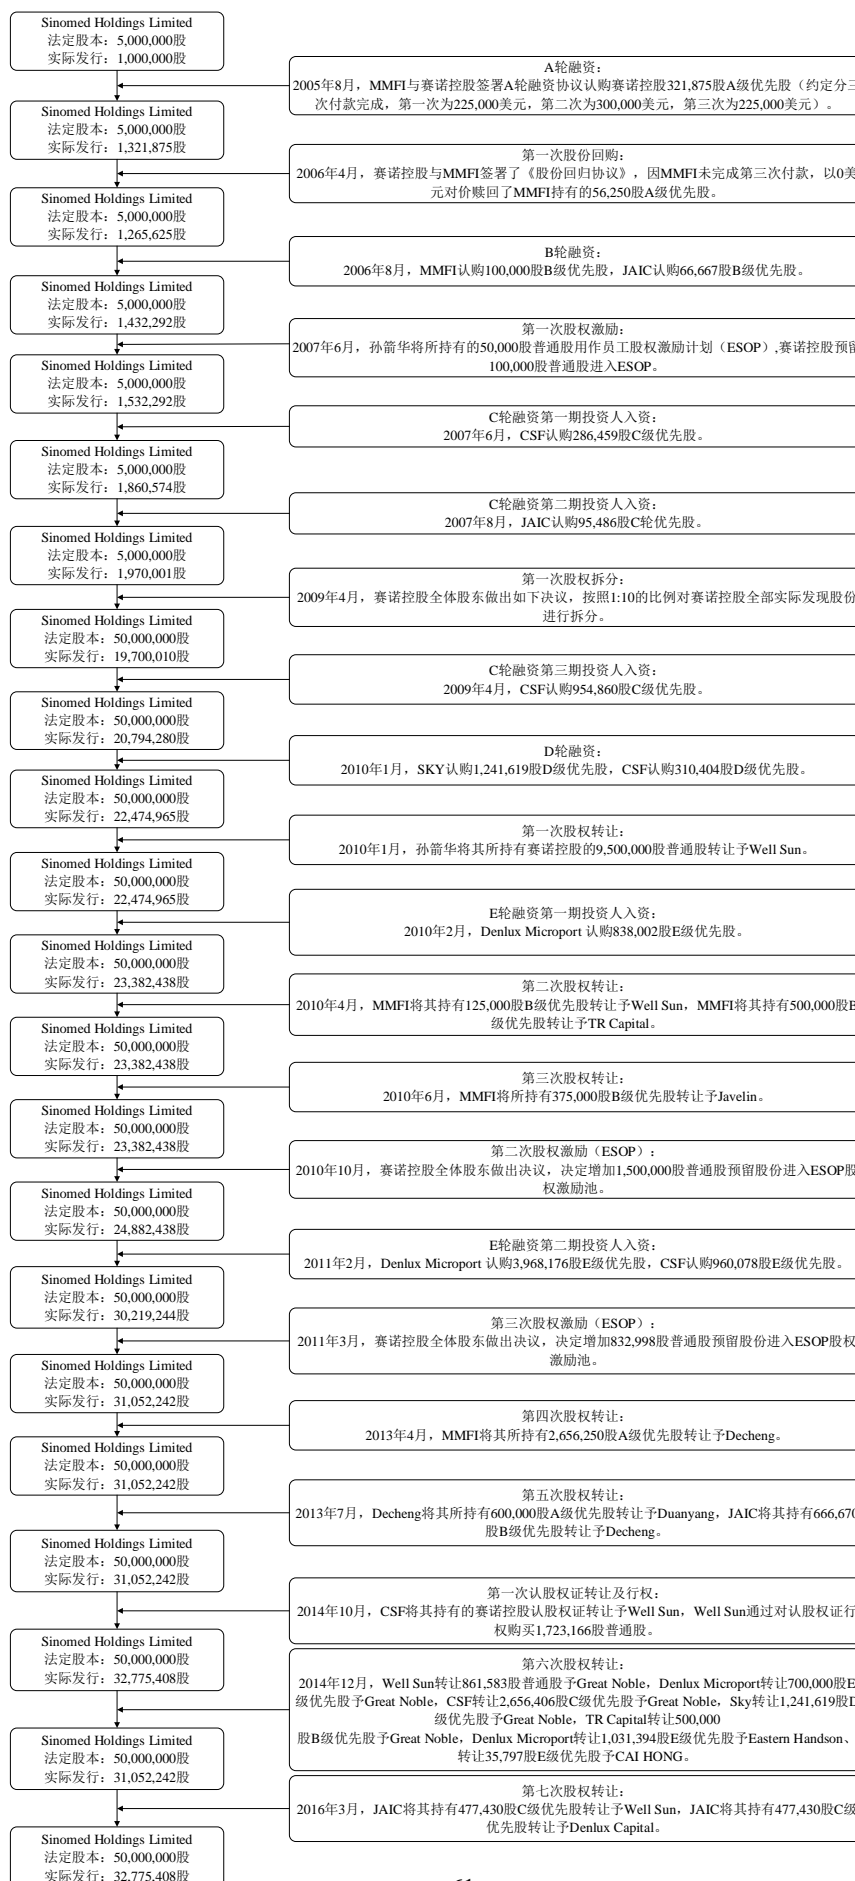 Sinomed Holdings Limited
法定股本：5,000,000股
实际发行：1,000,000股
A轮融资：
2005年8月，MMFI与赛诺控股签署A轮融资协议认购赛诺控股321,875股A级优先股（约定分三
次付款完成，第一次为225,000美元，第二次为300,000美元，第三次为225,000美元）。
Sinomed Holdings Limited
法定股本：5,000,000股
实际发行：1,321,875股
第一次股份回购：
2006年4月，赛诺控股与MMFI签署了《股份回归协议》，因MMFI未完成第三次付款，以0美
元对价赎回了MMFI持有的56,250股A级优先股。
Sinomed Holdings Limited
法定股本：5,000,000股
实际发行：1,265,625股
B轮融资：
2006年8月，MMFI认购100,000股B级优先股，JAIC认购66,667股B级优先股。
Sinomed Holdings Limited
法定股本：5,000,000股
实际发行：1,432,292股
第一次股权激励：
2007年6月，孙箭华将所持有的50,000股普通股用作员工股权激励计划（ESOP）,赛诺控股预留
100,000股普通股进入ESOP。
Sinomed Holdings Limited
法定股本：5,000,000股
实际发行：1,532,292股
C轮融资第一期投资人入资：
2007年6月，CSF认购286,459股C级优先股。
Sinomed Holdings Limited
法定股本：5,000,000股
实际发行：1,860,574股
C轮融资第二期投资人入资：
2007年8月，JAIC认购95,486股C轮优先股。
Sinomed Holdings Limited
法定股本：5,000,000股
实际发行：1,970,001股
第一次股权拆分：
2009年4月，赛诺控股全体股东做出如下决议，按照1:10的比例对赛诺控股全部实际发现股份
进行拆分。
Sinomed Holdings Limited
法定股本：50,000,000股
实际发行：19,700,010股
C轮融资第三期投资人入资：
2009年4月，CSF认购954,860股C级优先股。
Sinomed Holdings Limited
法定股本：50,000,000股
实际发行：20,794,280股
D轮融资：
2010年1月，SKY认购1,241,619股D级优先股，CSF认购310,404股D级优先股。
Sinomed Holdings Limited
法定股本：50,000,000股
实际发行：22,474,965股
第一次股权转让：
2010年1月，孙箭华将其所持有赛诺控股的9,500,000股普通股转让予Well Sun。
Sinomed Holdings Limited
法定股本：50,000,000股
实际发行：22,474,965股
E轮融资第一期投资人入资：
2010年2月，Denlux Microport 认购838,002股E级优先股。
Sinomed Holdings Limited
法定股本：50,000,000股
实际发行：23,382,438股
第二次股权转让：
2010年4月，MMFI将其持有125,000股B级优先股转让予Well Sun，MMFI将其持有500,000股B
级优先股转让予TR Capital。
Sinomed Holdings Limited
法定股本：50,000,000股
实际发行：23,382,438股
第三次股权转让：
2010年6月，MMFI将所持有375,000股B级优先股转让予Javelin。
Sinomed Holdings Limited
法定股本：50,000,000股
实际发行：23,382,438股
第二次股权激励（ESOP）：
2010年10月，赛诺控股全体股东做出决议，决定增加1,500,000股普通股预留股份进入ESOP股
权激励池。
Sinomed Holdings Limited
法定股本：50,000,000股
实际发行：24,882,438股
E轮融资第二期投资人入资：
2011年2月，Denlux Microport 认购3,968,176股E级优先股，CSF认购960,078股E级优先股。
Sinomed Holdings Limited
法定股本：50,000,000股
实际发行：30,219,244股
第三次股权激励（ESOP）：
2011年3月，赛诺控股全体股东做出决议，决定增加832,998股普通股预留股份进入ESOP股权
激励池。
Sinomed Holdings Limited
法定股本：50,000,000股
实际发行：31,052,242股
第四次股权转让：
2013年4月，MMFI将其所持有2,656,250股A级优先股转让予Decheng。
Sinomed Holdings Limited
法定股本：50,000,000股
实际发行：31,052,242股
第五次股权转让：
2013年7月，Decheng将其所持有600,000股A级优先股转让予Duanyang，JAIC将其持有666,670
股B级优先股转让予Decheng。
Sinomed Holdings Limited
法定股本：50,000,000股
实际发行：31,052,242股
第一次认股权证转让及行权：
2014年10月，CSF将其持有的赛诺控股认股权证转让予Well Sun，Well Sun通过对认股权证行
权购买1,723,166股普通股。
Sinomed Holdings Limited
法定股本：50,000,000股
实际发行：32,775,408股
第六次股权转让：
2014年12月，Well Sun转让861,583股普通股予Great Noble，Denlux Microport转让700,000股E
级优先股予Great Noble，CSF转让2,656,406股C级优先股予Great Noble，Sky转让1,241,619股D
级优先股予Great Noble，TR Capital转让500,000
股B级优先股予Great Noble，Denlux Microport转让1,031,394股E级优先股予Eastern Handson、
转让35,797股E级优先股予CAI HONG。
Sinomed Holdings Limited
法定股本：50,000,000股
实际发行：31,052,242股
第七次股权转让：
2016年3月，JAIC将其持有477,430股C级优先股转让予Well Sun，JAIC将其持有477,430股C级
优先股转让予Denlux Capital。
Sinomed Holdings Limited
法定股本：50,000,000股
实际发行：32,775,408股